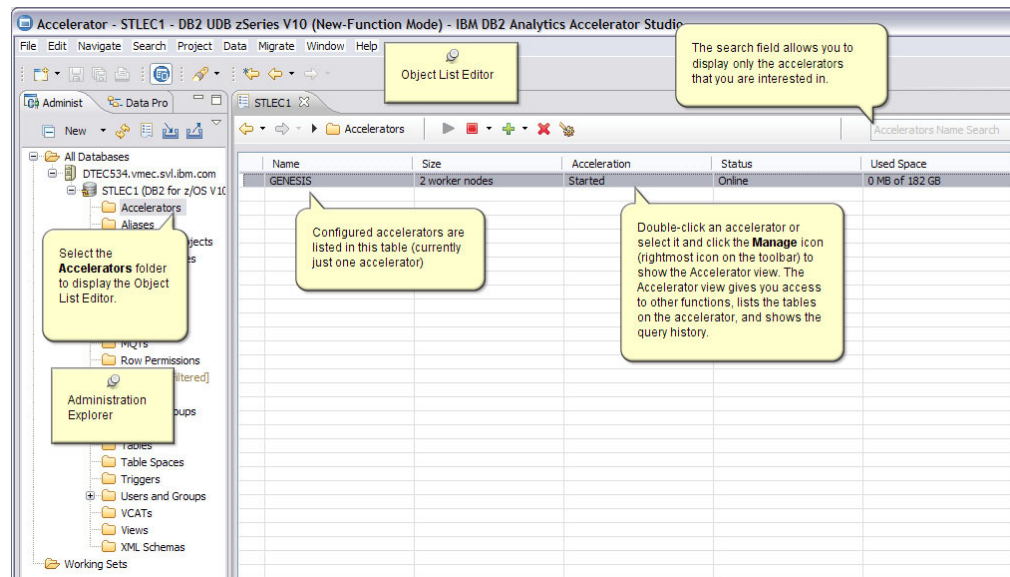 Accelerator - STLEC1 - DB2 UDB zSeries V10 (New-Function Mode) - IBM DB2 Analytics Accelerator Studio
File Edit Navigate Search Project Data Migrate Window Help
Object List Editor
The search field allows you to
display only the accelerators
that you are interested in.
Administ
Data Pro
STLEC1
New
Accelerators
Accelerators Name Search
All Databases
DTEC534.vmec.svl.ibm.com
STLEC1 (DB2 for z/OS V10
Accelerators
Aliases
Name Size Acceleration Status Used Space
GENESIS 2 worker nodes Started Online 0 MB of 182 GB
Select the
Accelerators folder
to display the Object
List Editor.
Configured accelerators are
listed in this table (currently
just one accelerator)
Double-click an accelerator or
select it and click the Manage icon
(rightmost icon on the toolbar) to
show the Accelerator view. The
Accelerator view gives you access
to other functions, lists the tables
on the accelerator, and shows the
query history.
MQTs
Row Permissions
Administration
Explorer
Tables
Table Spaces
Triggers
Users and Groups
VCATs
Views
XML Schemas
Working Sets